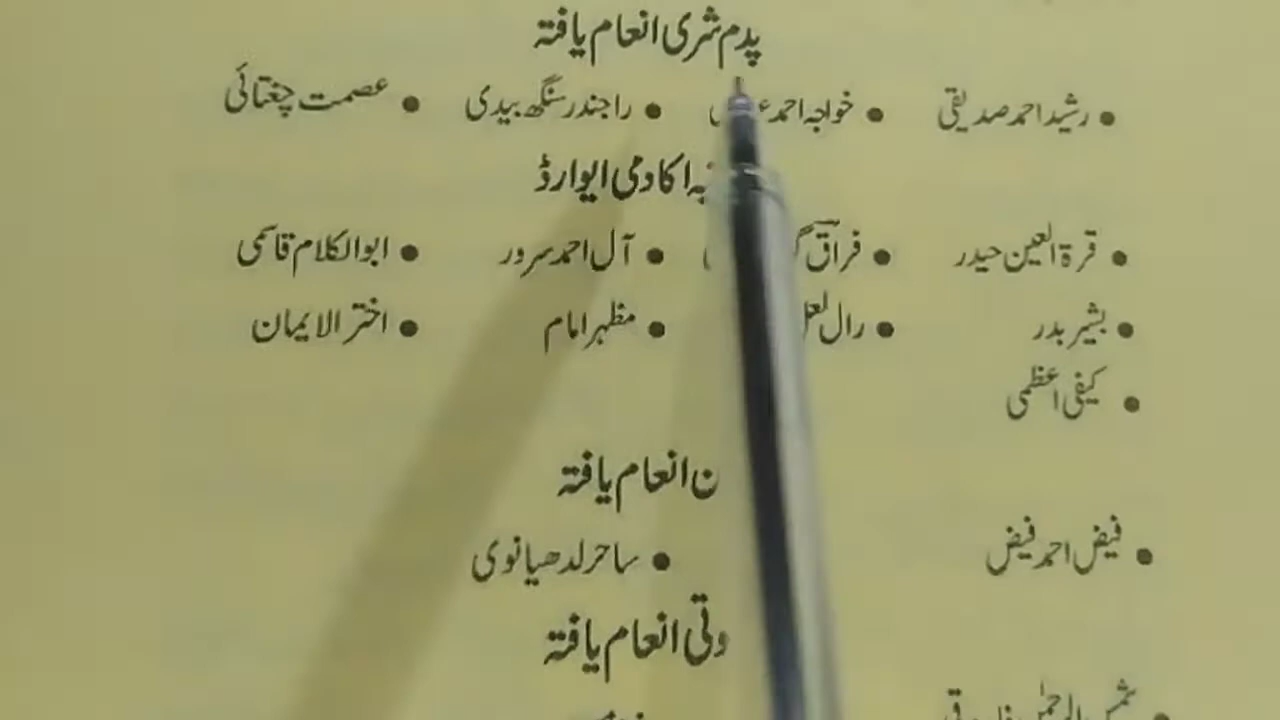 پدم شری انعام یافتہ
• رشید احمد صدیقی • خواجہ احمد • راجندر سنگھ بیدی • عصمت چغتائی
اکادمی ایوارڈ
• قرۃ العین حیدر • فراق • آل احمد سرور • ابوالکلام قاسمی
• بشیر بدر • مظہر امام • اختر الایمان
• کیفی اعظمی
انعام یافتہ
• فیض احمد فیض • ساحر لدھیانوی
انعام یافتہ